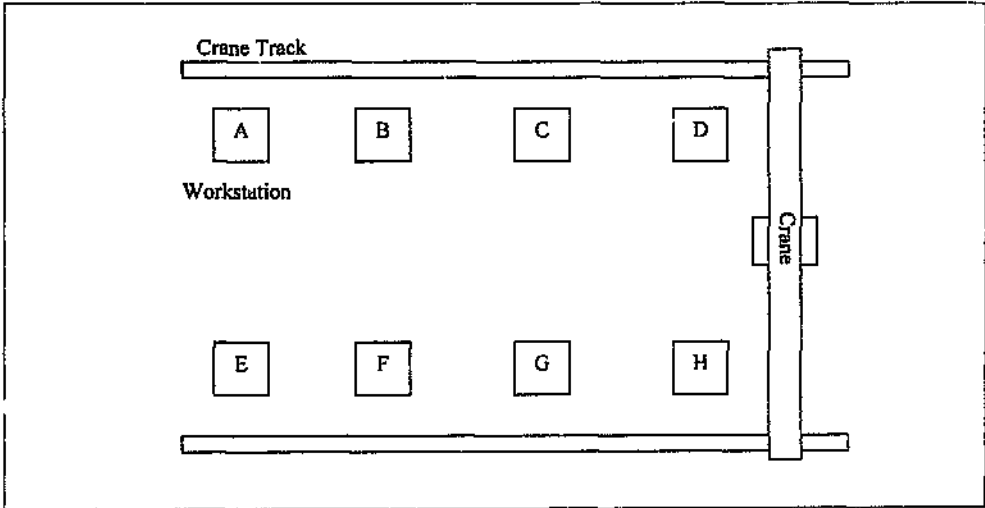 Crane Track
A B C D
Workstation
Crane
E F G H